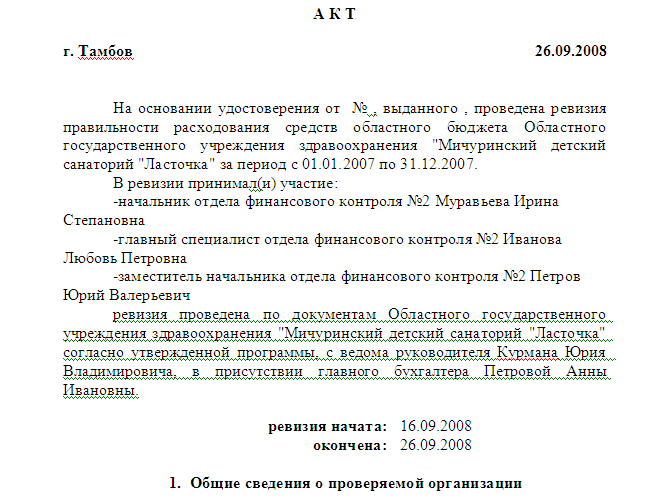 А К Т
г. Тамбов 26.09.2008
На основании удостоверения от № , выданного , проведена ревизия
правильности расходования средств областного бюджета Областного
государственного учреждения здравоохранения "Мичуринский детский
санаторий "Ласточка" за период с 01.01.2007 по 31.12.2007.
В ревизии принимал(и) участие:
-начальник отдела финансового контроля №2 Муравьева Ирина
Степановна
-главный специалист отдела финансового контроля №2 Иванова
Любовь Петровна
-заместитель начальника отдела финансового контроля №2 Петров
Юрий Валерьевич
ревизия проведена по документам Областного государственного
учреждения здравоохранения "Мичуринский детский санаторий "Ласточка"
согласно утвержденной программы, с ведома руководителя Курмана Юрия
Владимировича, в присутствии главного бухгалтера Петровой Анны
Ивановны.
ревизия начата: 16.09.2008
окончена: 26.09.2008
1. Общие сведения о проверяемой организации